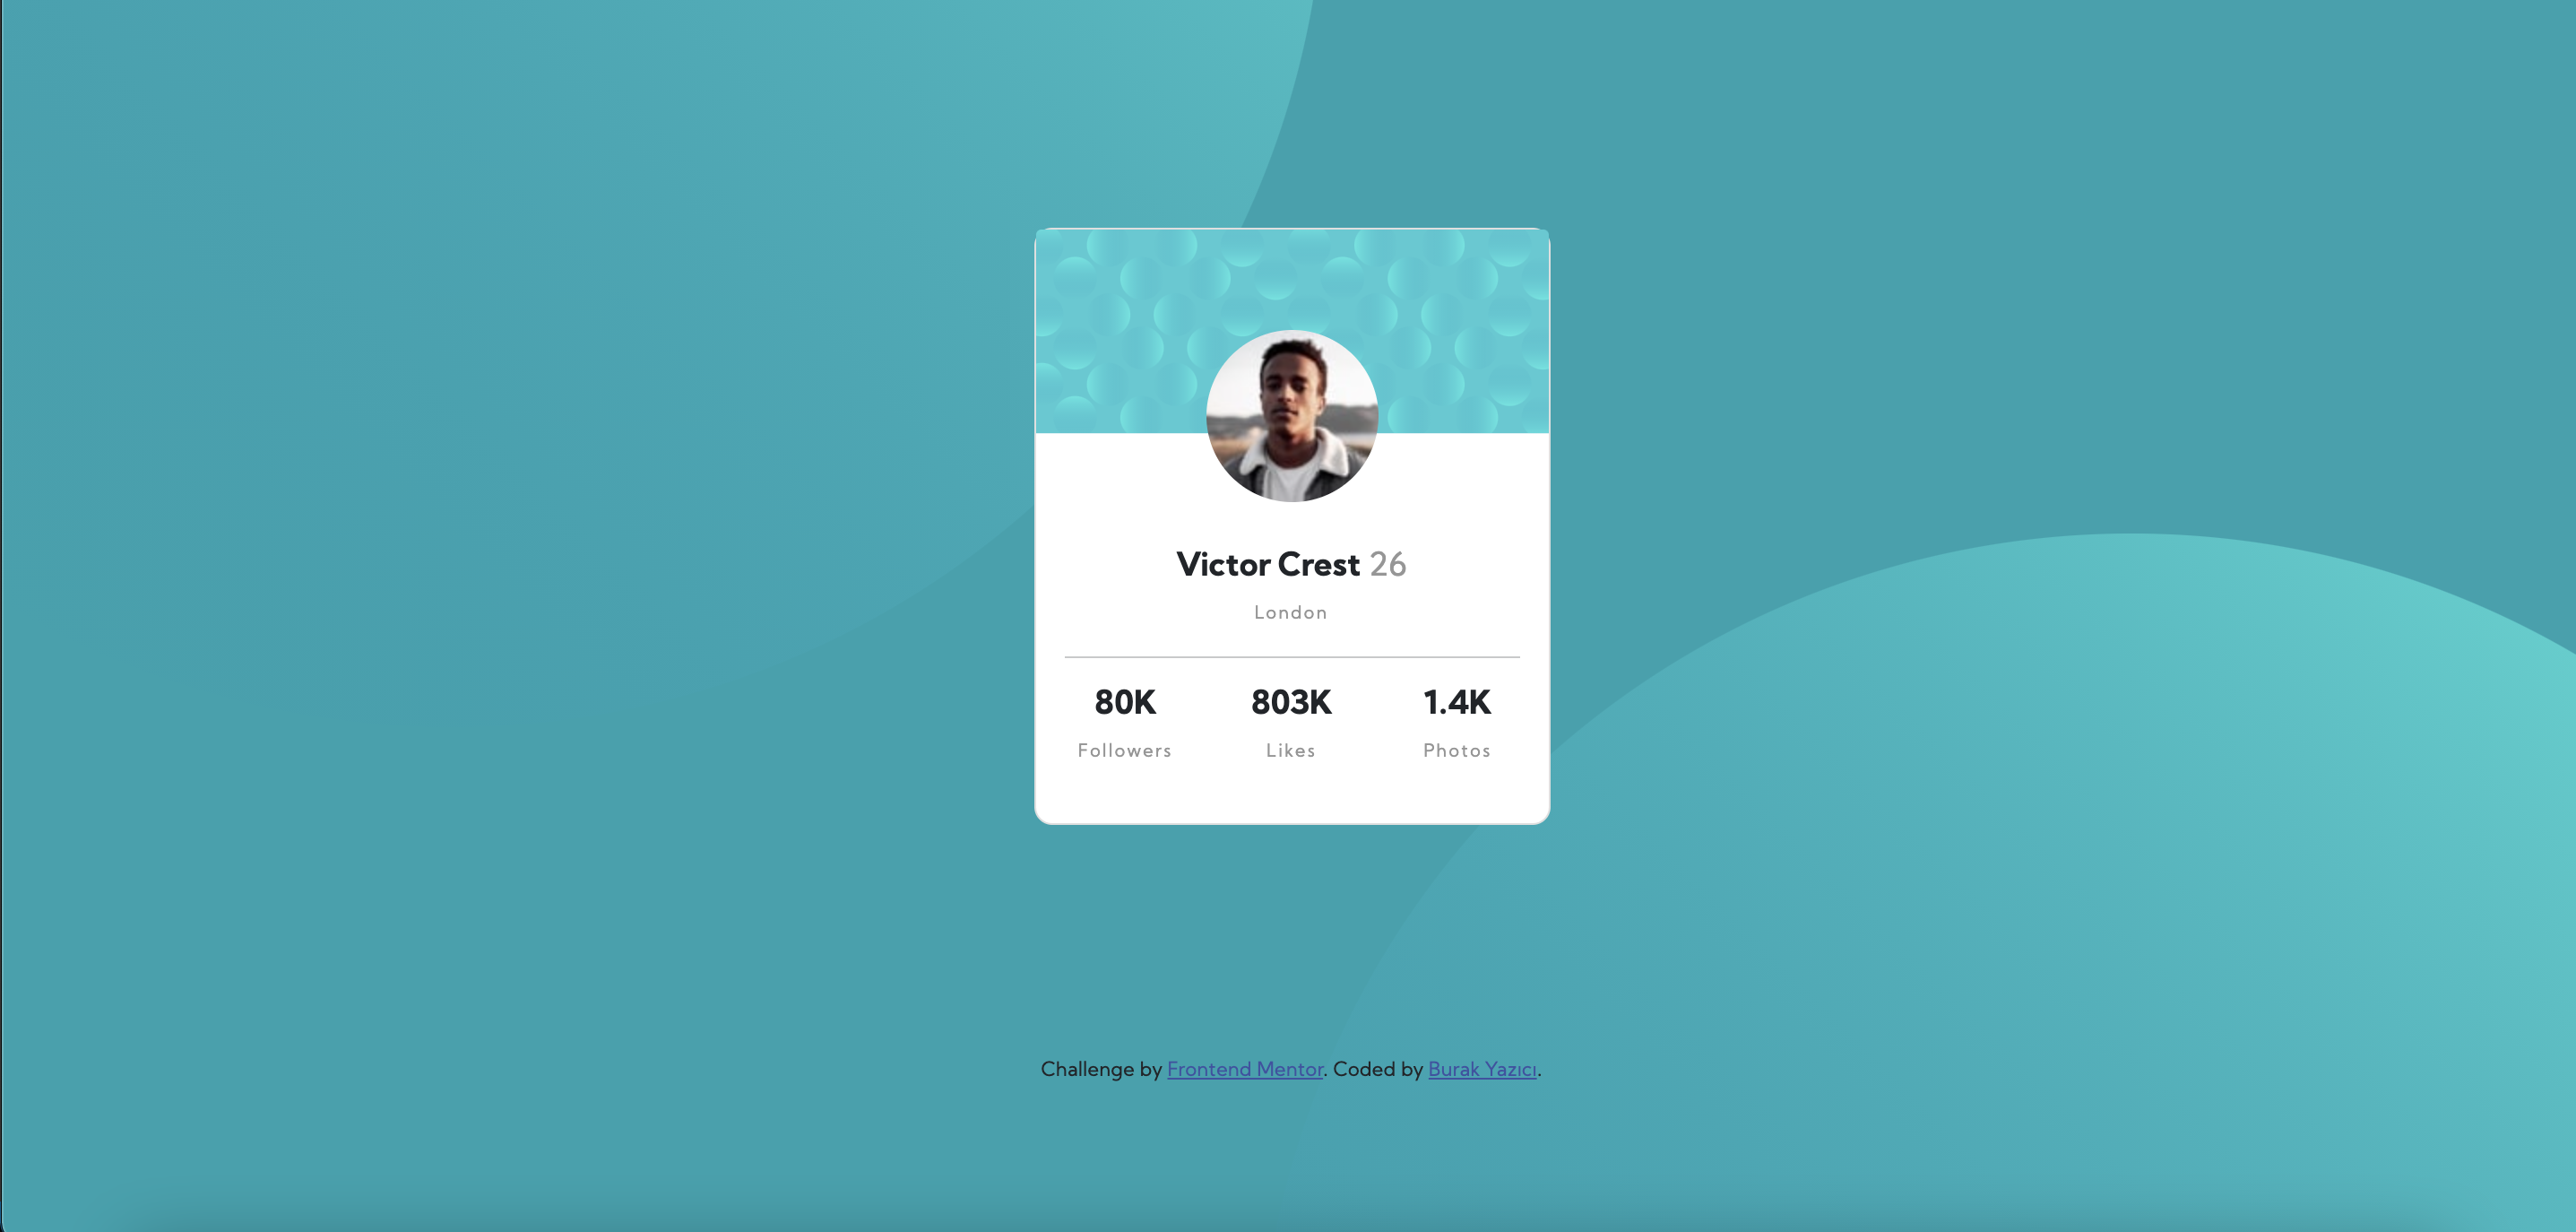 Victor Crest 26
London
80K 803K 1.4K
Followers Likes Photos
Challenge by Frontend Mentor. Coded by Burak Yazıcı.